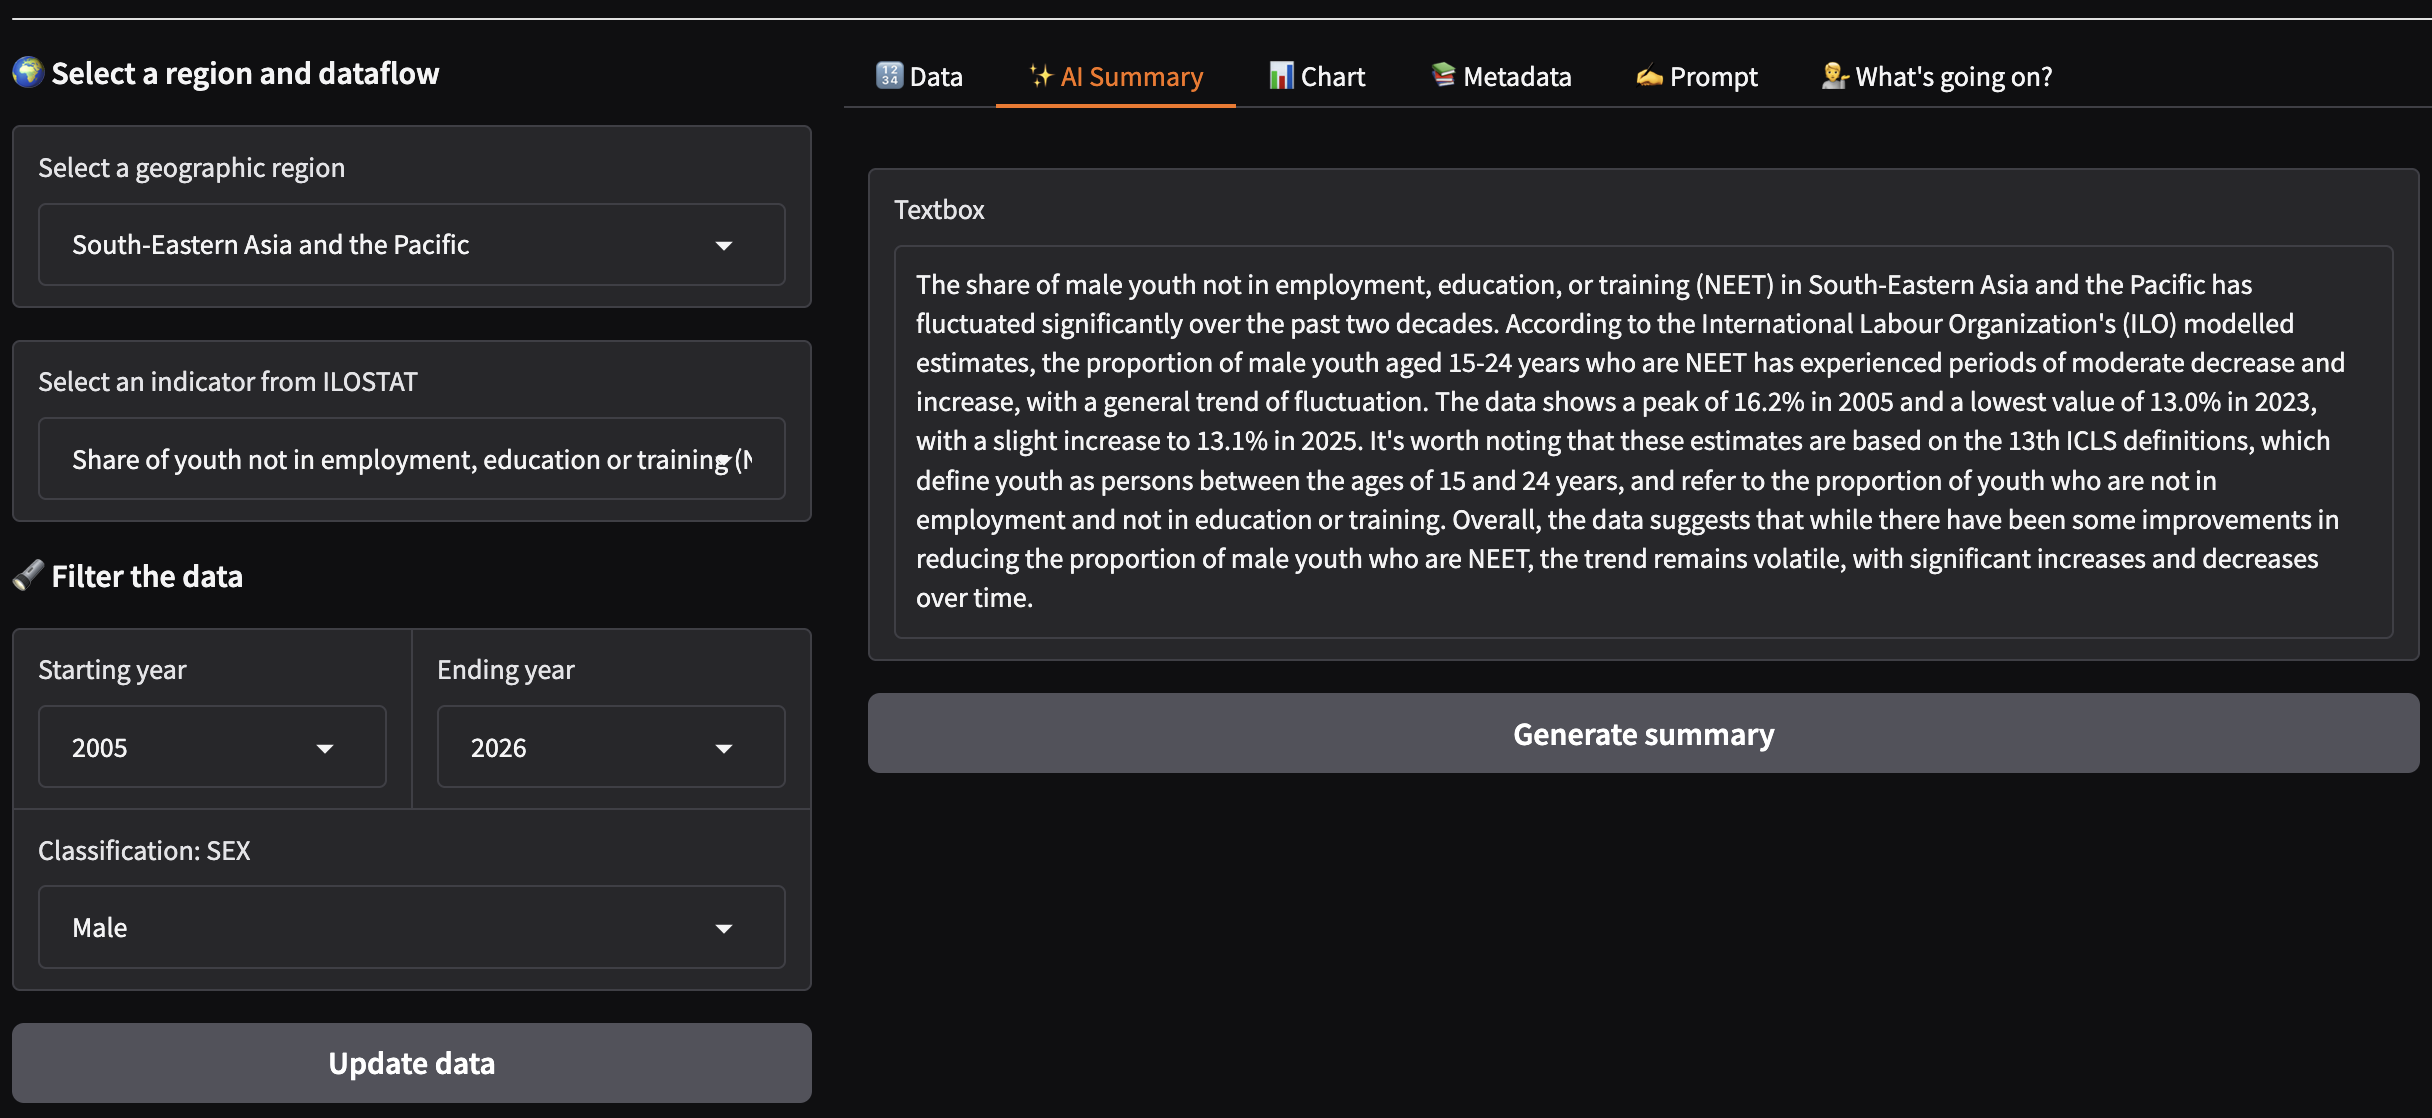 Select a region and dataflow
Select a geographic region
South-Eastern Asia and the Pacific
Select an indicator from ILOSTAT
Share of youth not in employment, education or training (N
Filter the data
Starting year
2005
Ending year
2026
Classification: SEX
Male
Update data
Data
AI Summary
Chart
Metadata
Prompt
What's going on?
Textbox
The share of male youth not in employment, education, or training (NEET) in South-Eastern Asia and the Pacific has
fluctuated significantly over the past two decades. According to the International Labour Organization's (ILO) modelled
estimates, the proportion of male youth aged 15-24 years who are NEET has experienced periods of moderate decrease and
increase, with a general trend of fluctuation. The data shows a peak of 16.2% in 2005 and a lowest value of 13.0% in 2023,
with a slight increase to 13.1% in 2025. It's worth noting that these estimates are based on the 13th ICLS definitions, which
define youth as persons between the ages of 15 and 24 years, and refer to the proportion of youth who are not in
employment and not in education or training. Overall, the data suggests that while there have been some improvements in
reducing the proportion of male youth who are NEET, the trend remains volatile, with significant increases and decreases
over time.
Generate summary